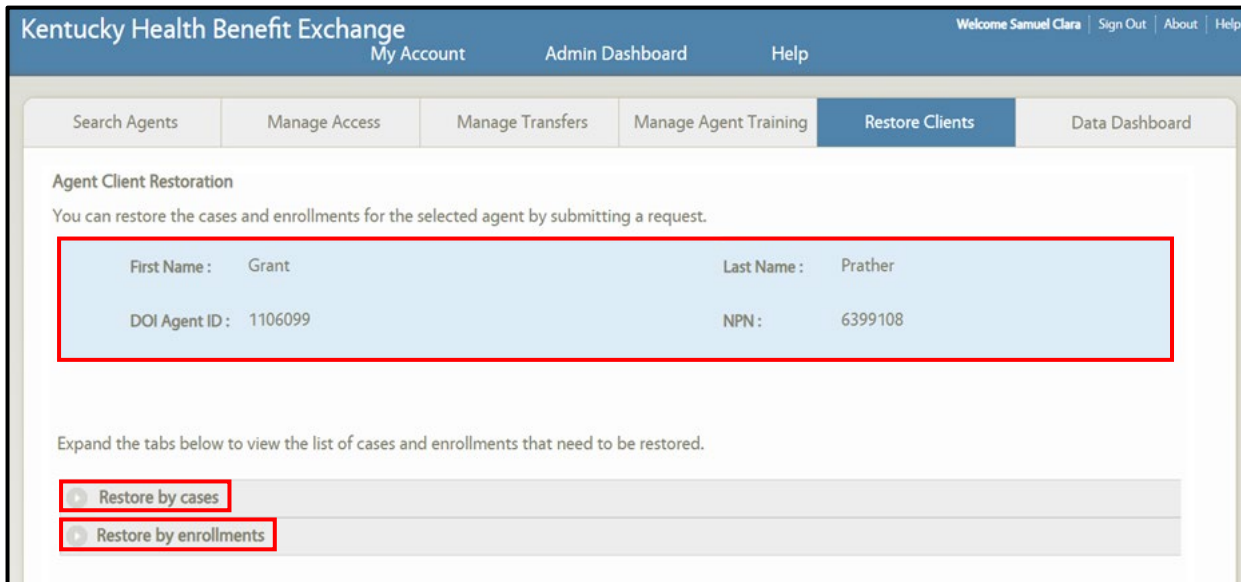 Kentucky Health Benefit Exchange
Welcome Samuel Clara | Sign Out | About | Help
My Account Admin Dashboard Help
Search Agents Manage Access Manage Transfers Manage Agent Training Restore Clients Data Dashboard
Agent Client Restoration
You can restore the cases and enrollments for the selected agent by submitting a request.
First Name : Grant Last Name : Prather
DOI Agent ID : 1106099 NPN : 6399108
Expand the tabs below to view the list of cases and enrollments that need to be restored.
Restore by cases
Restore by enrollments